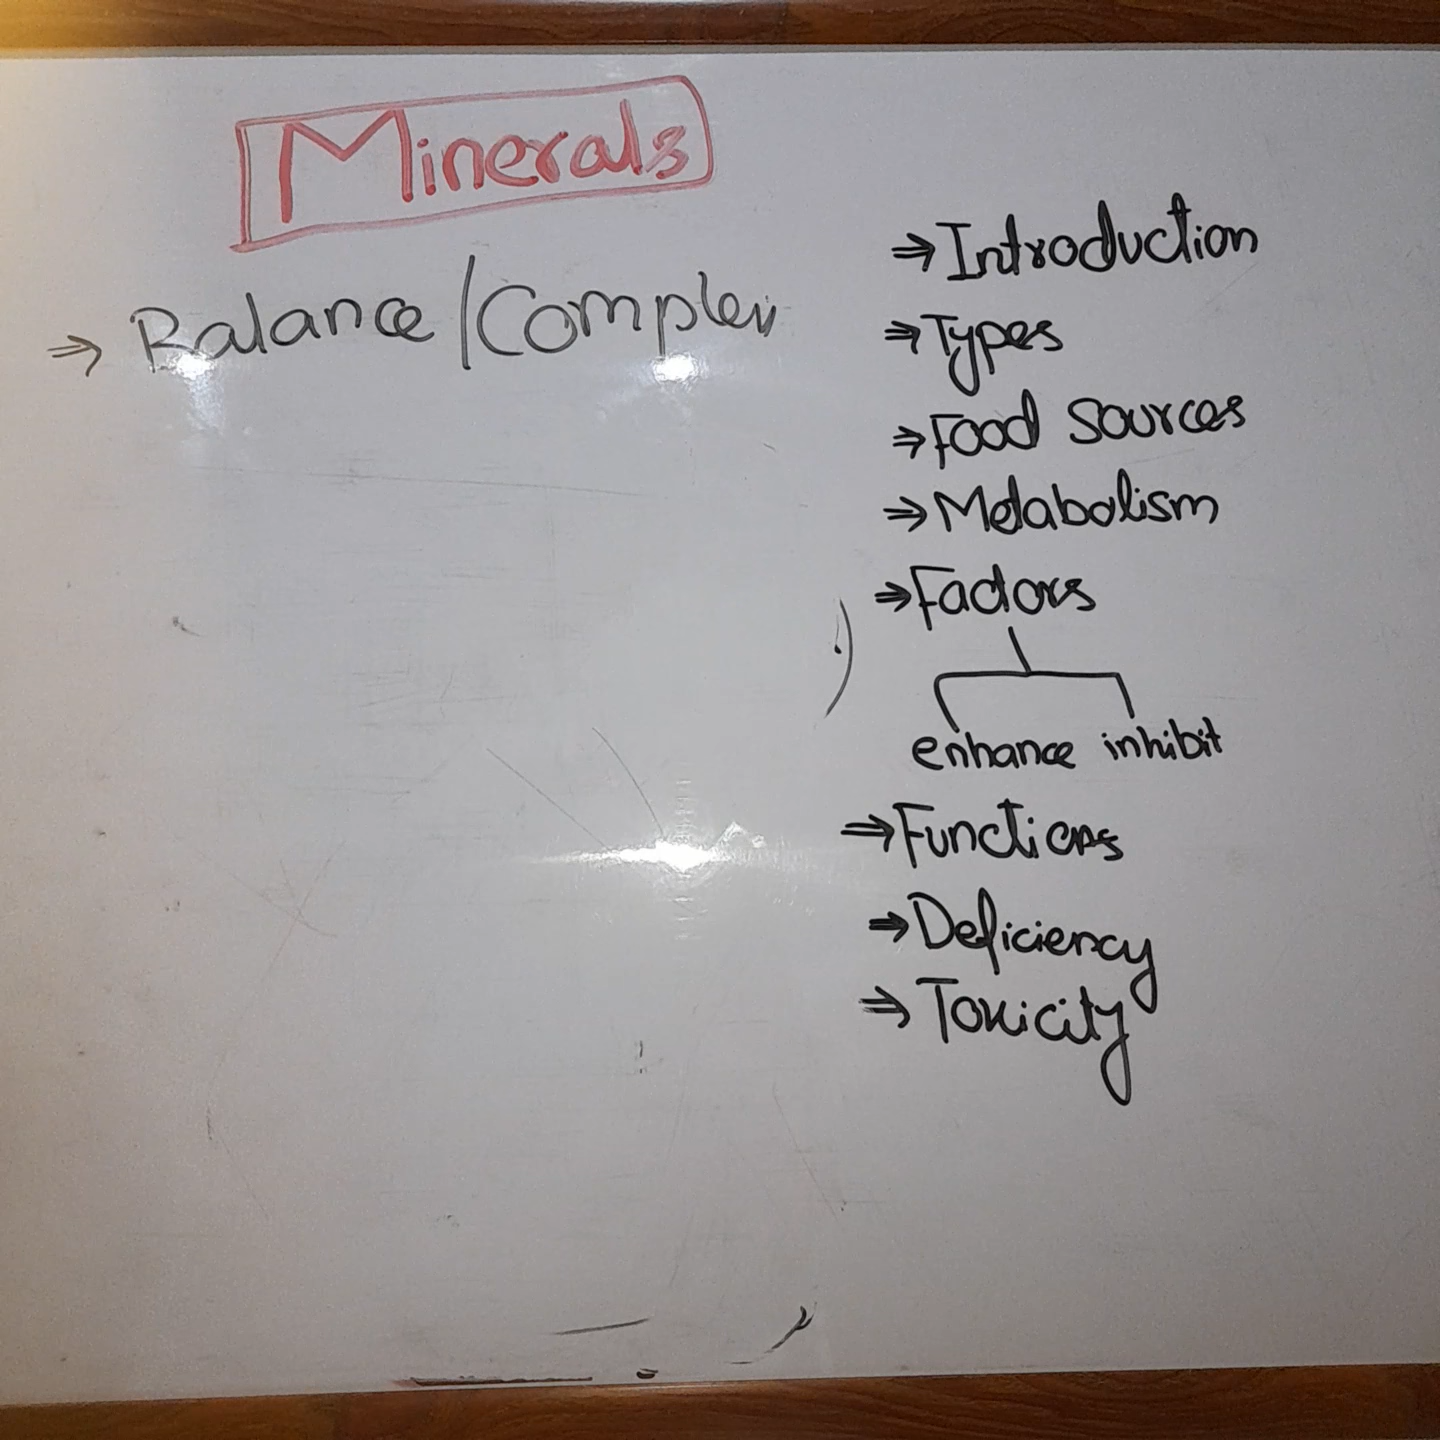 Minerals
⇒ Balance/Complex
⇒ Introduction
⇒ Types
⇒ Food Sources
⇒ Metabolism
⇒ Factors
enhance inhibit
⇒ Functions
⇒ Deficiency
⇒ Toxicity